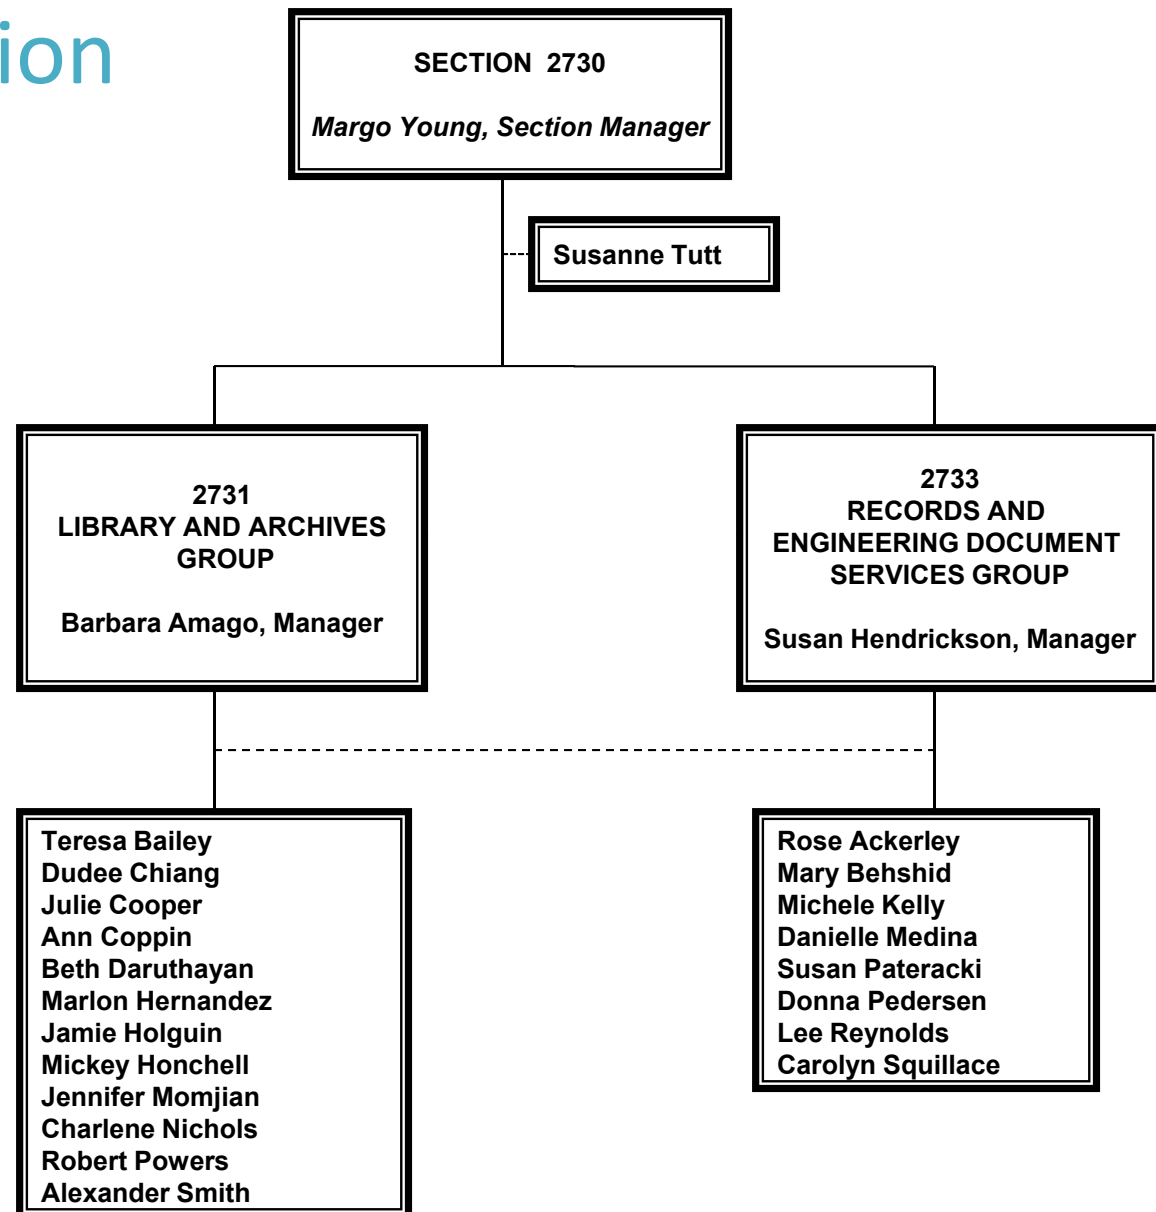 ion
SECTION 2730
Margo Young, Section Manager
Susanne Tutt
2731
LIBRARY AND ARCHIVES
GROUP
Barbara Amago, Manager
2733
RECORDS AND
ENGINEERING DOCUMENT
SERVICES GROUP
Susan Hendrickson, Manager
Teresa Bailey
Dudee Chiang
Julie Cooper
Ann Coppin
Beth Daruthayan
Marlon Hernandez
Jamie Holguin
Mickey Honchell
Jennifer Momjian
Charlene Nichols
Robert Powers
Alexander Smith
Rose Ackerley
Mary Behshid
Michele Kelly
Danielle Medina
Susan Pateracki
Donna Pedersen
Lee Reynolds
Carolyn Squillace